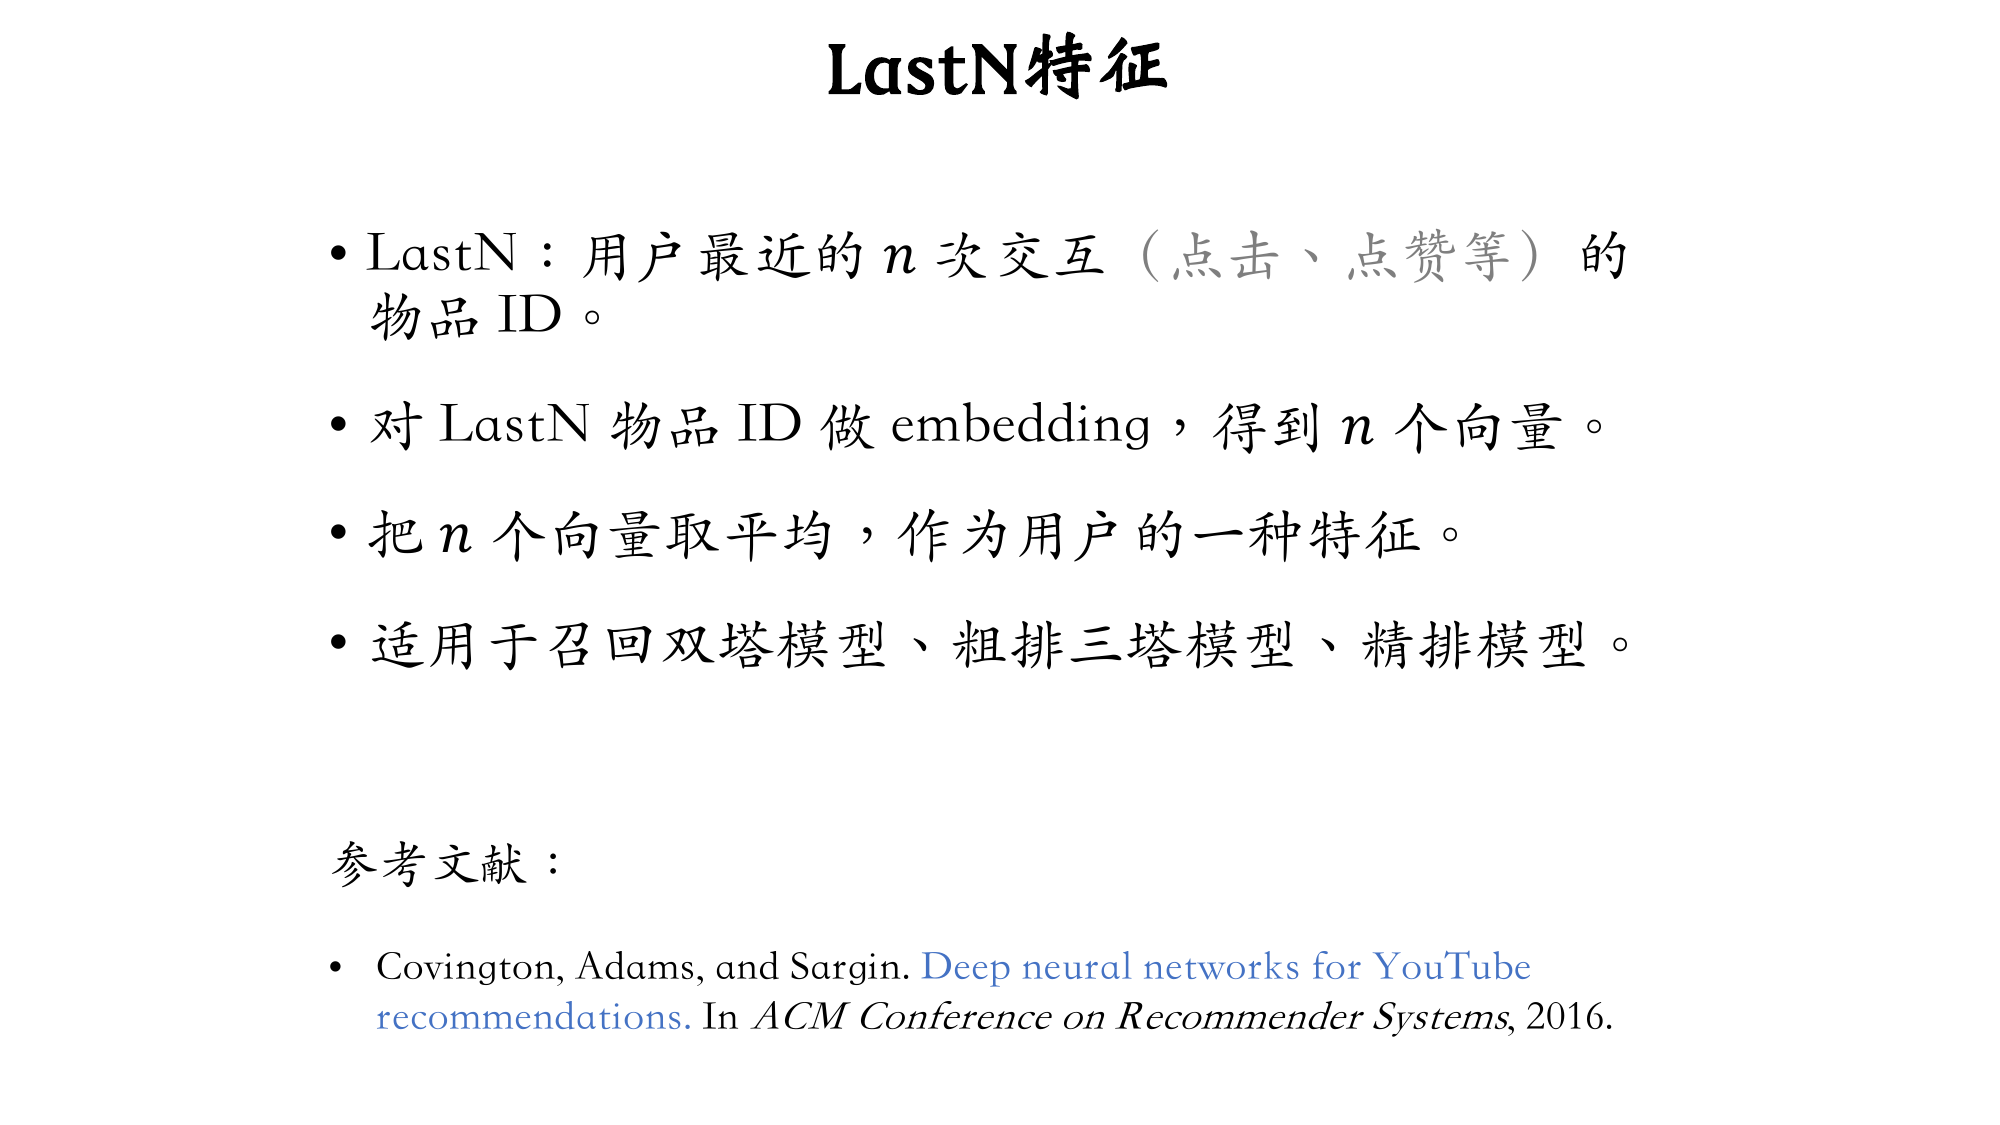 LastN特征
• LastN：用户最近的 n 次交互（点击、点赞等）的
物品 ID。
• 对 LastN 物品 ID 做 embedding，得到 n 个向量。
• 把 n 个向量取平均，作为用户的一种特征。
• 适用于召回双塔模型、粗排三塔模型、精排模型。
参考文献：
• Covington, Adams, and Sargin. Deep neural networks for YouTube
recommendations. In ACM Conference on Recommender Systems, 2016.